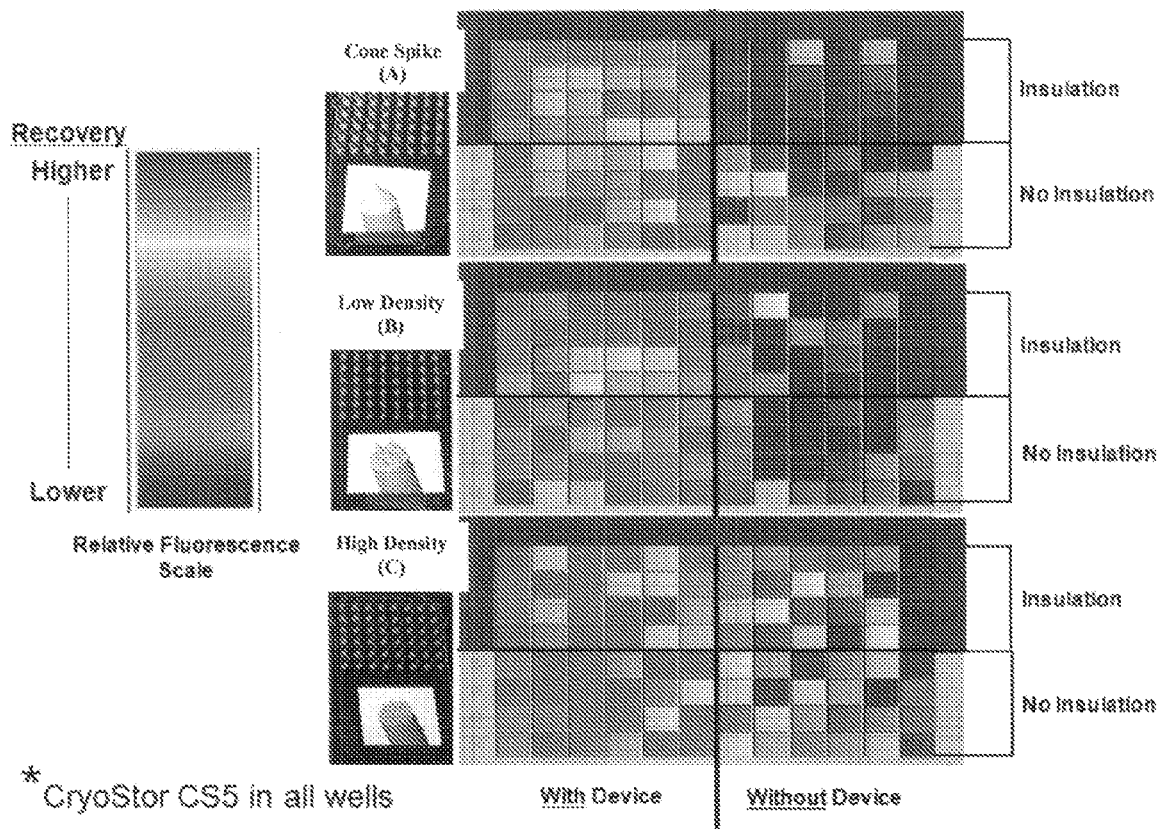 Recovery
Higher
Lower
Relative Fluorescence
Scale
Cone Spike
(A)
Insulation
No Insulation
Low Density
(B)
Insulation
No Insulation
High Density
(C)
Insulation
No Insulation
* CryoStor CS5 in all wells
With Device
Without Device